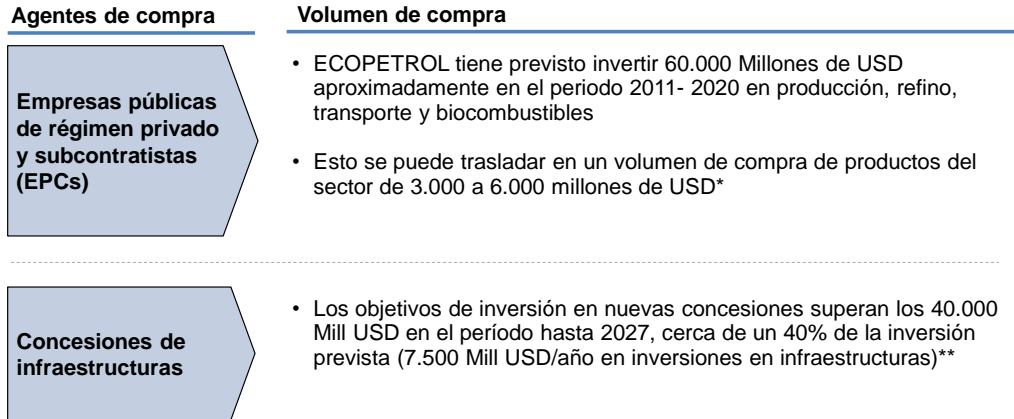 Agentes de compra
Volumen de compra
Empresas públicas
de régimen privado
y subcontratistas
(EPCs)
• ECOPETROL tiene previsto invertir 60.000 Millones de USD
aproximadamente en el periodo 2011- 2020 en producción, refino,
transporte y biocombustibles
• Esto se puede trasladar en un volumen de compra de productos del
sector de 3.000 a 6.000 millones de USD*
Concesiones de
infraestructuras
• Los objetivos de inversión en nuevas concesiones superan los 40.000
Mill USD en el período hasta 2027, cerca de un 40% de la inversión
prevista (7.500 Mill USD/año en inversiones en infraestructuras)**